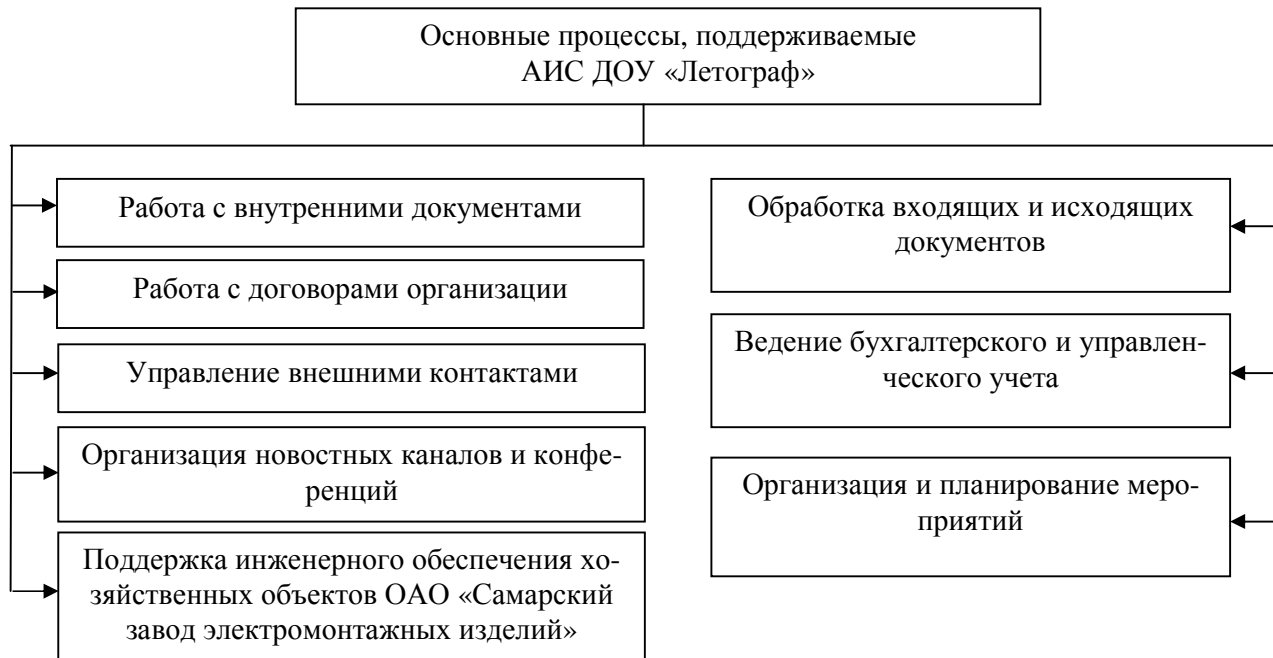 Основные процессы, поддерживаемые
АИС ДОУ «Летограф»
Работа с внутренними документами
Работа с договорами организации
Управление внешними контактами
Организация новостных каналов и конфе-
ренций
Поддержка инженерного обеспечения хо-
зяйственных объектов ОАО «Самарский
завод электромонтажных изделий»
Обработка входящих и исходящих
документов
Ведение бухгалтерского и управлен-
ческого учета
Организация и планирование меро-
приятий